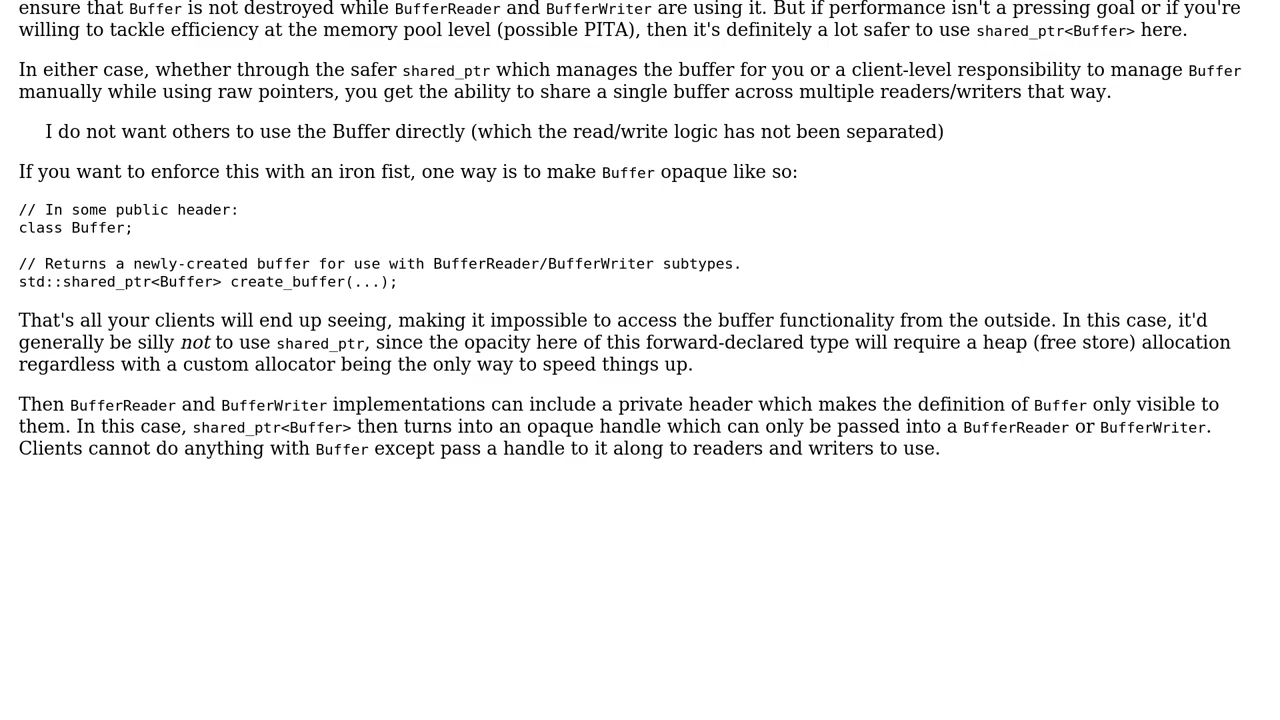 ensure that Buffer is not destroyed while BufferReader and BufferWriter are using it. But if performance isn't a pressing goal or if you're
willing to tackle efficiency at the memory pool level (possible PITA), then it's definitely a lot safer to use shared_ptr<Buffer> here.
In either case, whether through the safer shared_ptr which manages the buffer for you or a client-level responsibility to manage Buffer
manually while using raw pointers, you get the ability to share a single buffer across multiple readers/writers that way.
I do not want others to use the Buffer directly (which the read/write logic has not been separated)
If you want to enforce this with an iron fist, one way is to make Buffer opaque like so:
// In some public header:
class Buffer;
// Returns a newly-created buffer for use with BufferReader/BufferWriter subtypes.
std::shared_ptr<Buffer> create_buffer(...);
That's all your clients will end up seeing, making it impossible to access the buffer functionality from the outside. In this case, it'd
generally be silly not to use shared_ptr, since the opacity here of this forward-declared type will require a heap (free store) allocation
regardless with a custom allocator being the only way to speed things up.
Then BufferReader and BufferWriter implementations can include a private header which makes the definition of Buffer only visible to
them. In this case, shared_ptr<Buffer> then turns into an opaque handle which can only be passed into a BufferReader or BufferWriter.
Clients cannot do anything with Buffer except pass a handle to it along to readers and writers to use.